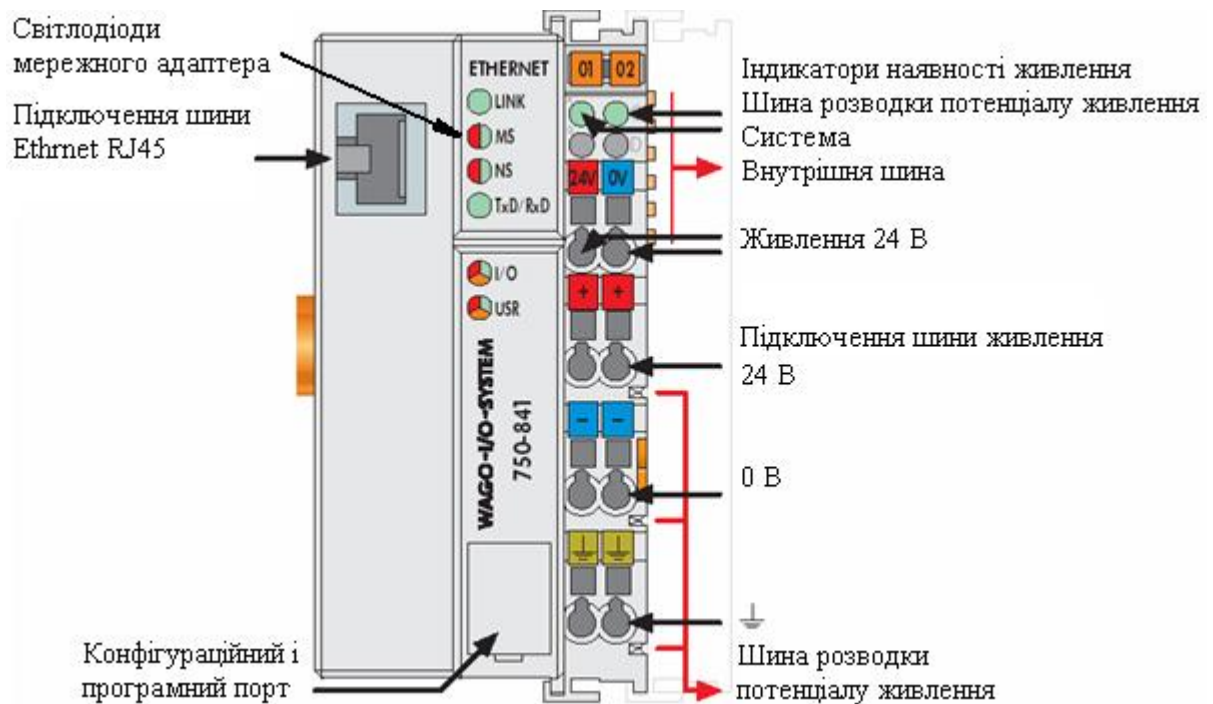 Світлодіоди
мережного адаптера
Підключення шини
Ethrnet RJ45
ETHERNET
LINK
MS
NS
TxD/RxD
I/O
USR
WAGO-I/O-SYSTEM
750-841
01 02
24V 0V
+ +
- -
Індикатори наявності живлення
Шина розводки потенціалу живлення
Система
Внутрішня шина
Живлення 24 В
Підключення шини живлення
24 В
0 В
Шина розводки
потенціалу живлення
Конфігураційний і
програмний порт